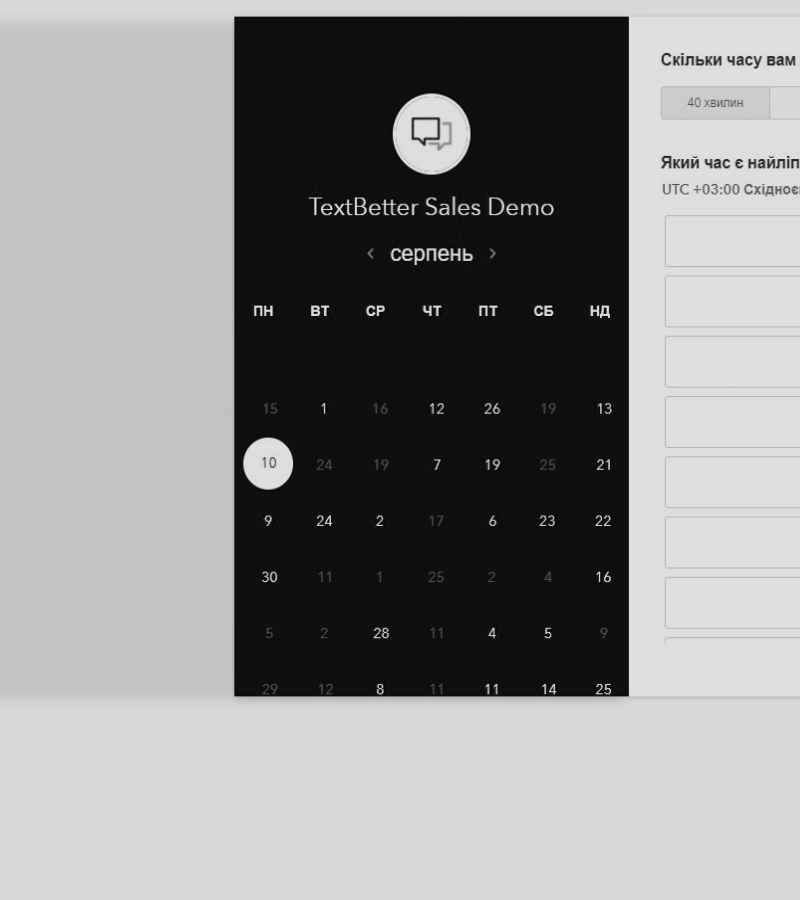 TextBetter Sales Demo
серпень
ПН ВТ СР ЧТ ПТ СБ НД
15 1 16 12 26 19 13
10 24 19 7 19 25 21
9 24 2 17 6 23 22
30 11 1 25 2 4 16
5 2 28 11 4 5 9
29 12 8 11 11 14 25
Скільки часу вам
40 хвилин
Який час є найліп
UTC +03:00 Східноє